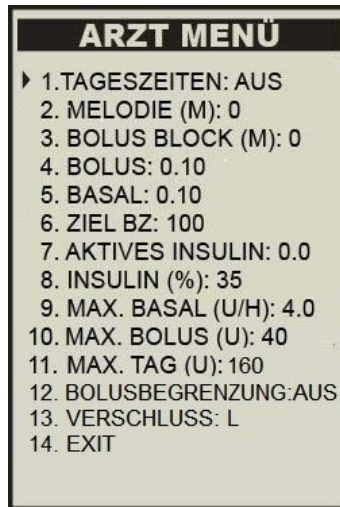 ARZT MENÜ
1.TAGESZEITEN: AUS
2. MELODIE (M): 0
3. BOLUS BLOCK (M): 0
4. BOLUS: 0.10
5. BASAL: 0.10
6. ZIEL BZ: 100
7. AKTIVES INSULIN: 0.0
8. INSULIN (%): 35
9. MAX. BASAL (U/H): 4.0
10. MAX. BOLUS (U): 40
11. MAX. TAG (U): 160
12. BOLUSBEGRENZUNG:AUS
13. VERSCHLUSS: L
14. EXIT